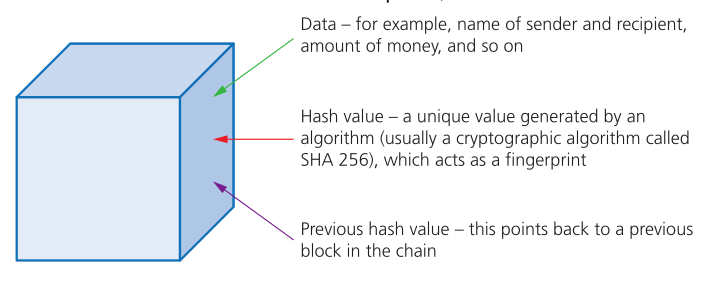 Data – for example, name of sender and recipient,
amount of money, and so on
Hash value – a unique value generated by an
algorithm (usually a cryptographic algorithm called
SHA 256), which acts as a fingerprint
Previous hash value – this points back to a previous
block in the chain